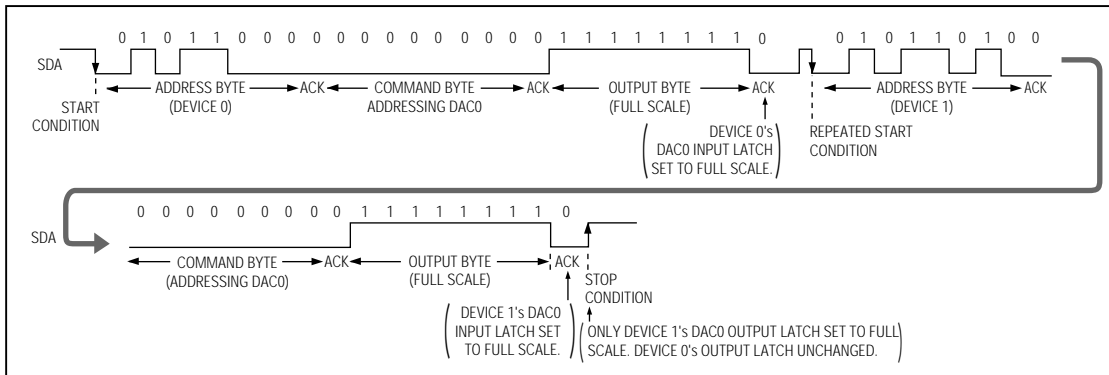 0 1 0 1 1 0 0 0 0 0 0 0 0 0 0 0 0 0 1 1 1 1 1 1 1 1 0 0 1 0 1 1 0 1 0 0
SDA
ADDRESS BYTE (DEVICE 0)
ACK
COMMAND BYTE ADDRESSING DAC0
ACK
OUTPUT BYTE (FULL SCALE)
ACK
ADDRESS BYTE (DEVICE 1)
ACK
START CONDITION
DEVICE 0's DAC0 INPUT LATCH SET TO FULL SCALE.
REPEATED START CONDITION
0 0 0 0 0 0 0 0 0 1 1 1 1 1 1 1 1 0
SDA
COMMAND BYTE (ADDRESSING DAC0)
ACK
OUTPUT BYTE (FULL SCALE)
ACK
STOP CONDITION
DEVICE 1's DAC0 INPUT LATCH SET TO FULL SCALE.
ONLY DEVICE 1's DAC0 OUTPUT LATCH SET TO FULL SCALE. DEVICE 0's OUTPUT LATCH UNCHANGED.